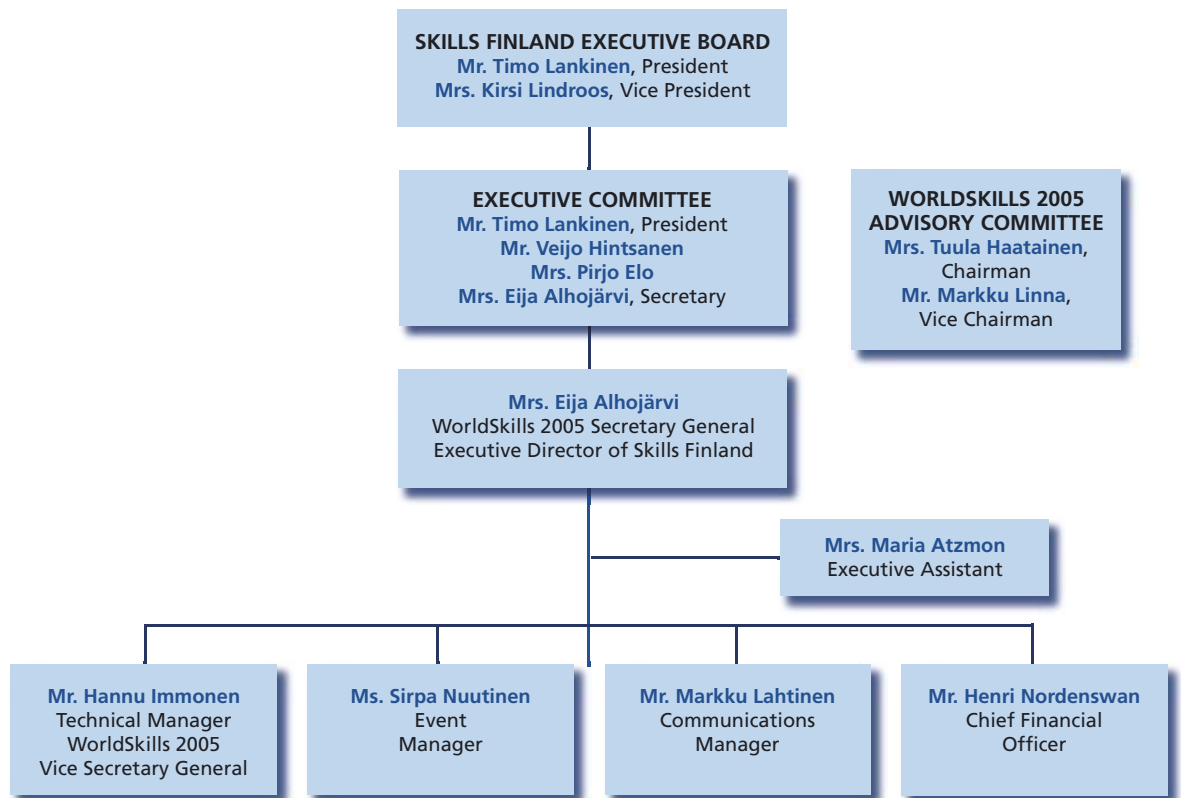 SKILLS FINLAND EXECUTIVE BOARD
Mr. Timo Lankinen, President
Mrs. Kirsi Lindroos, Vice President
EXECUTIVE COMMITTEE
Mr. Timo Lankinen, President
Mr. Veijo Hintsanen
Mrs. Pirjo Elo
Mrs. Eija Alhojärvi, Secretary
WORLDSKILLS 2005
ADVISORY COMMITTEE
Mrs. Tuula Haatainen,
Chairman
Mr. Markku Linna,
Vice Chairman
Mrs. Eija Alhojärvi
WorldSkills 2005 Secretary General
Executive Director of Skills Finland
Mrs. Maria Atzmon
Executive Assistant
Mr. Hannu Immonen
Technical Manager
WorldSkills 2005
Vice Secretary General
Ms. Sirpa Nuutinen
Event
Manager
Mr. Markku Lahtinen
Communications
Manager
Mr. Henri Nordenswan
Chief Financial
Officer